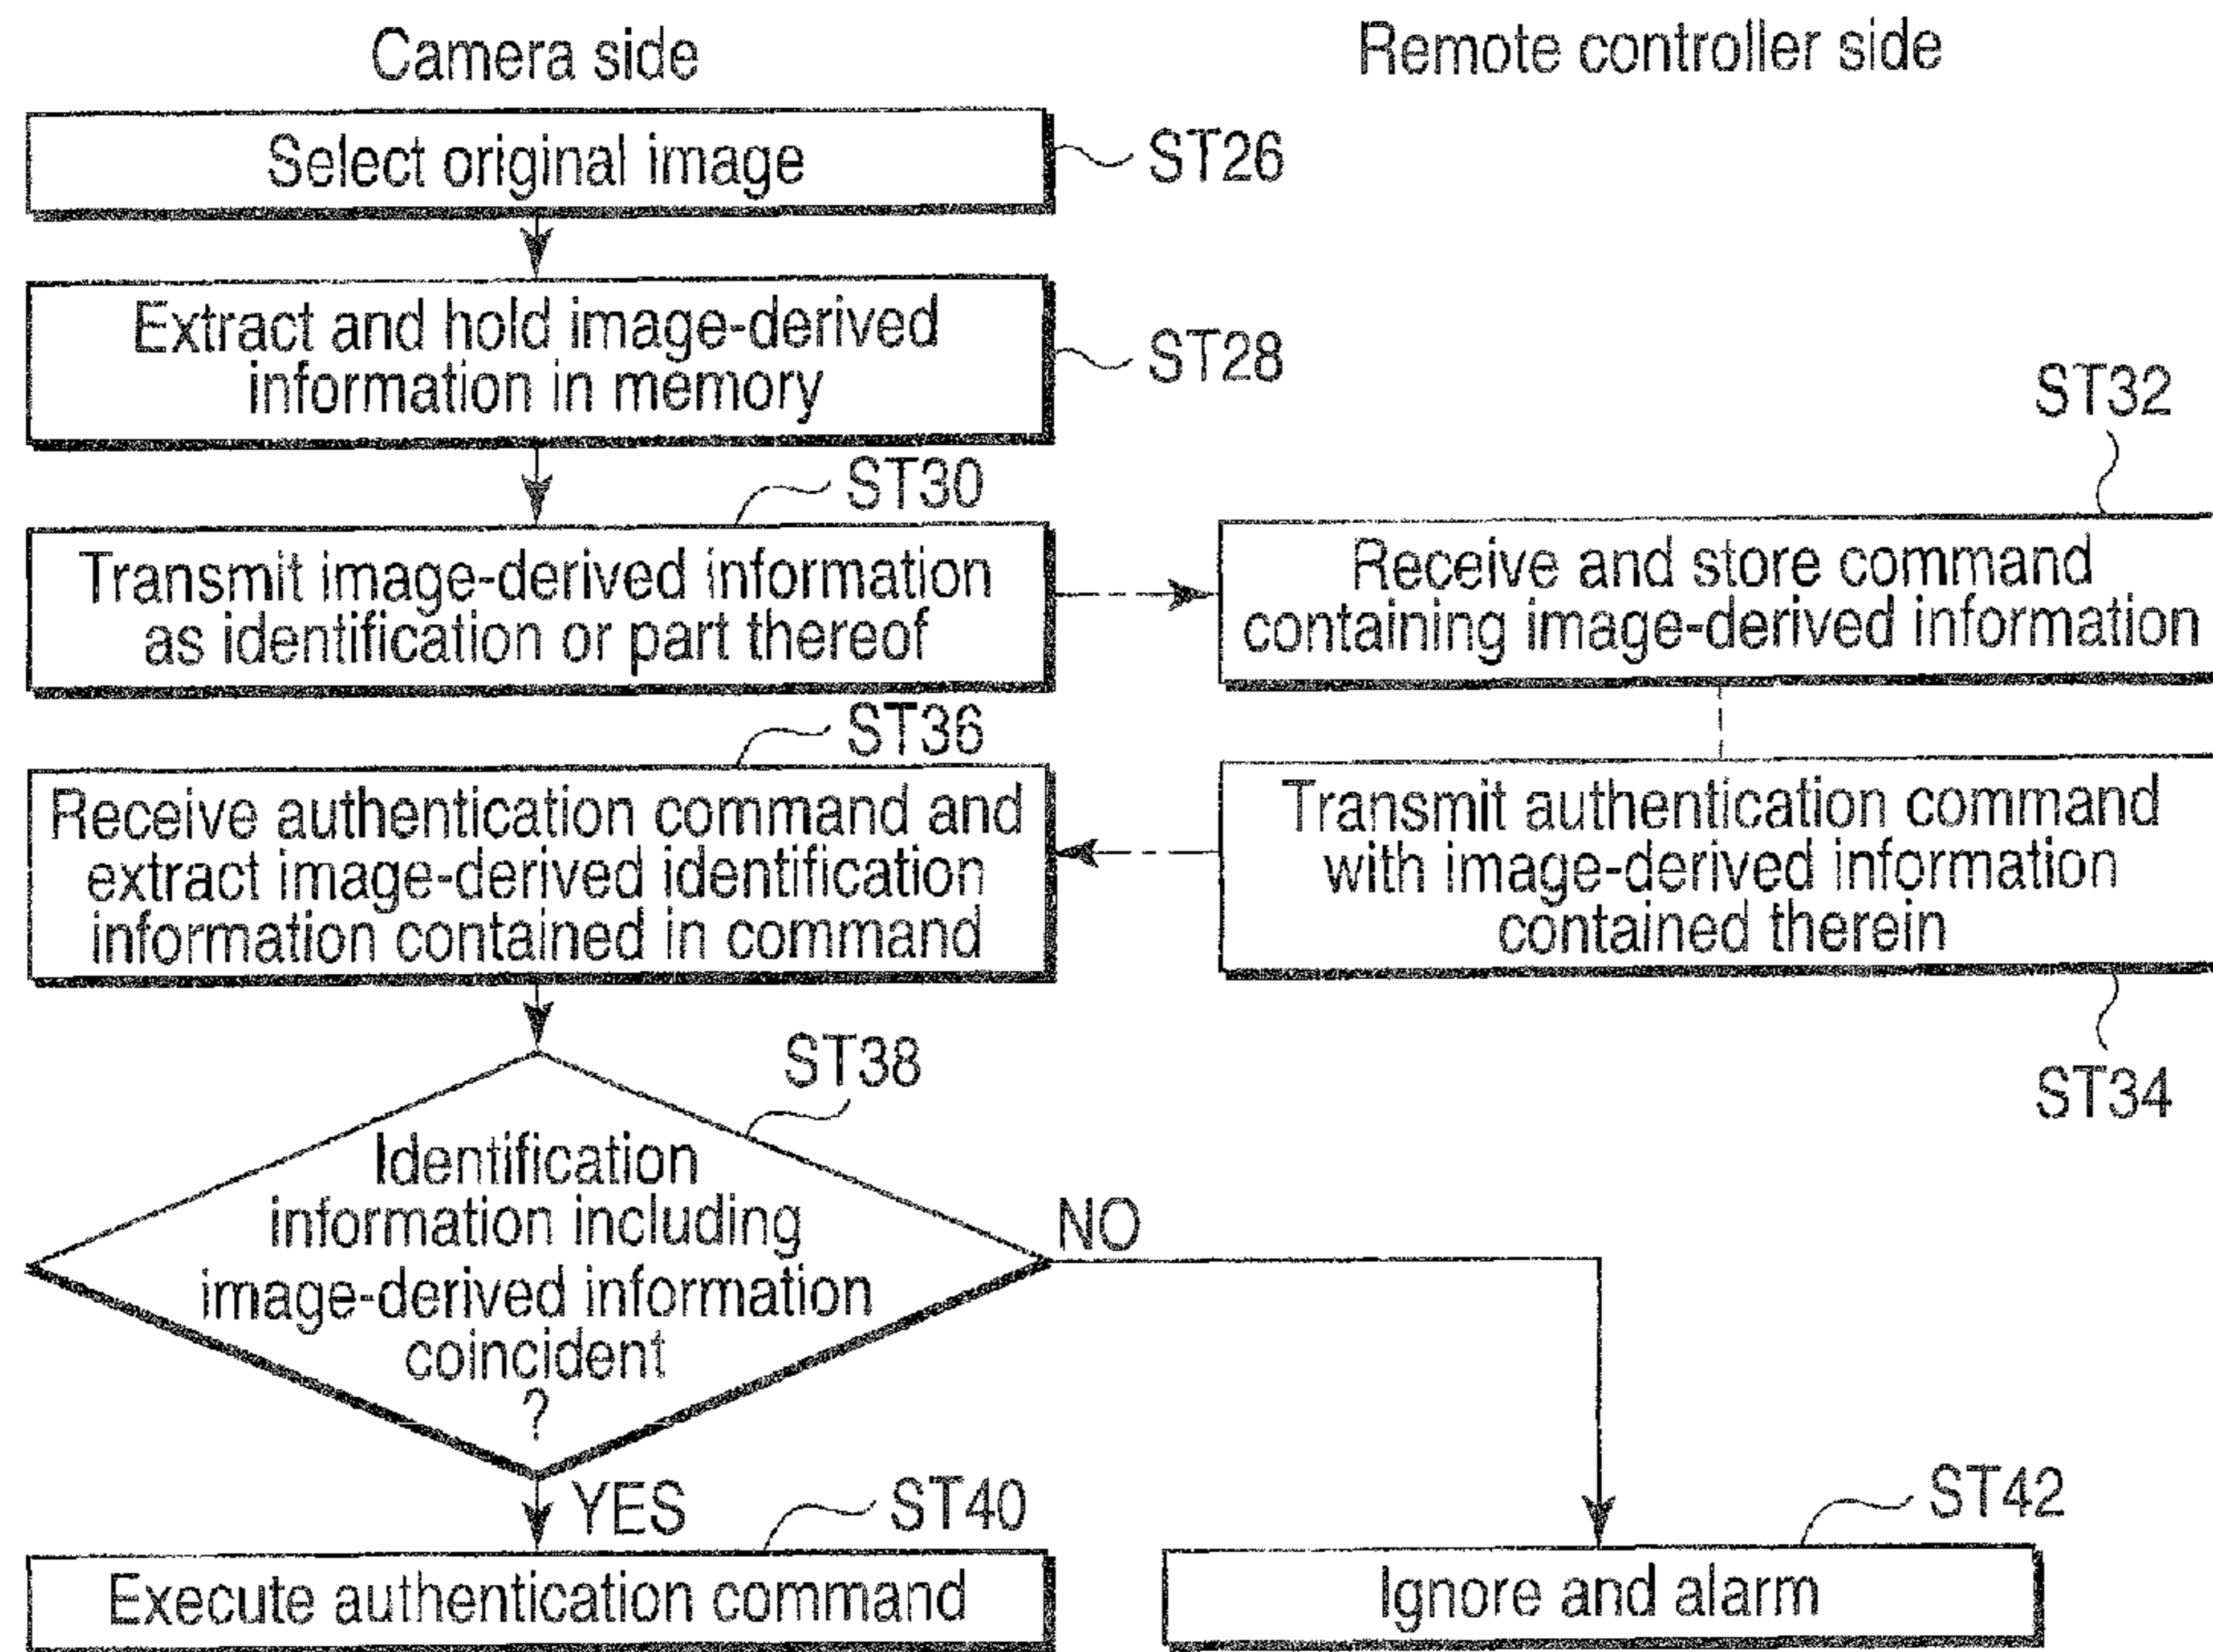 Camera side
Remote controller side
Select original image
ST26
Extract and hold image-derived
information in memory
ST28
ST30
Transmit image-derived information
as identification or part thereof
ST32
Receive and store command
containing image-derived information
ST36
Receive authentication command and
extract image-derived identification
information contained in command
Transmit authentication command
with image-derived information
contained therein
ST34
ST38
Identification
information including
image-derived information
coincident
?
NO
YES
ST40
Execute authentication command
ST42
Ignore and alarm